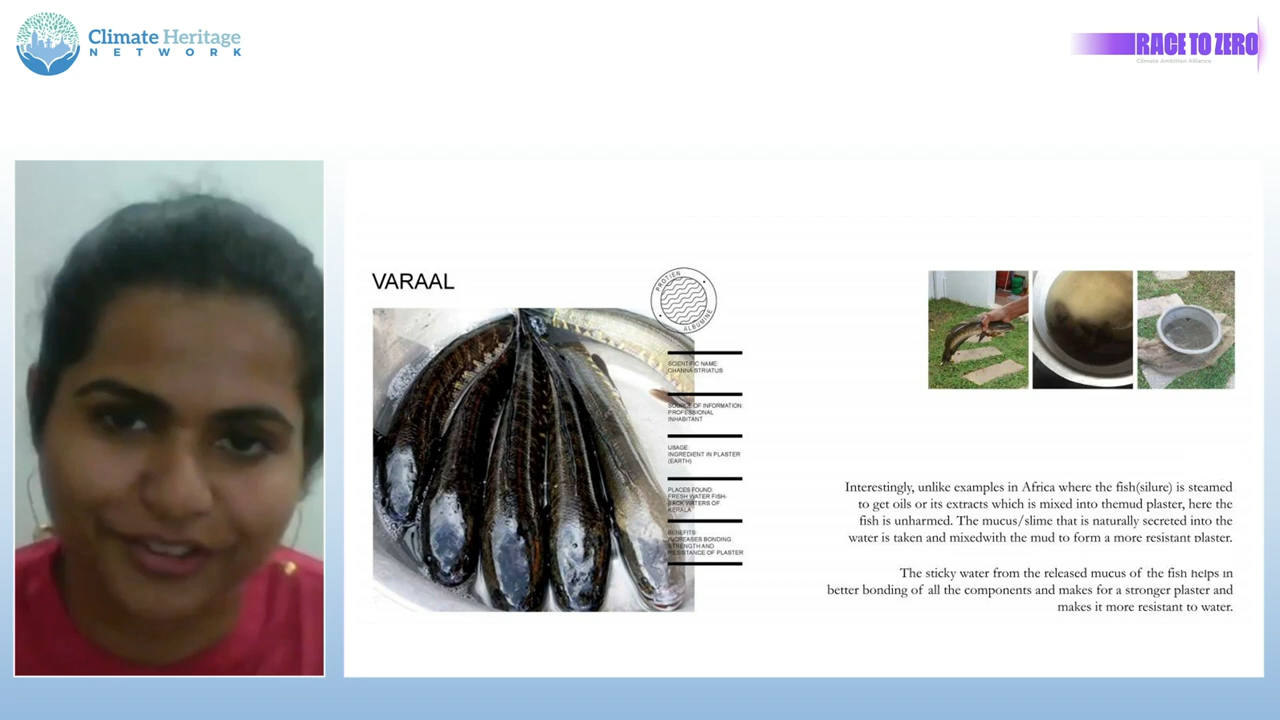 Climate Heritage
NETWORK
RACE TO ZERO
Climate Ambition Alliance
VARAAL
PROTIEN
ALBUMINE
SCIENTIFIC NAME:
CHANNA STRIATUS
SOURCE OF INFORMATION:
PROFESSIONAL
INHABITANT
USAGE:
INGREDIENT IN PLASTER
(EARTH)
PLACES FOUND:
FRESH WATER FISH-
BACK WATERS OF
KERALA
BENEFITS:
INCREASES BONDING
STRENGTH AND
RESISTANCE OF PLASTER
Interestingly, unlike examples in Africa where the fish(silure) is steamed
to get oils or its extracts which is mixed into themud plaster, here the
fish is unharmed. The mucus/slime that is naturally secreted into the
water is taken and mixedwith the mud to form a more resistant plaster.
The sticky water from the released mucus of the fish helps in
better bonding of all the components and makes for a stronger plaster and
makes it more resistant to water.